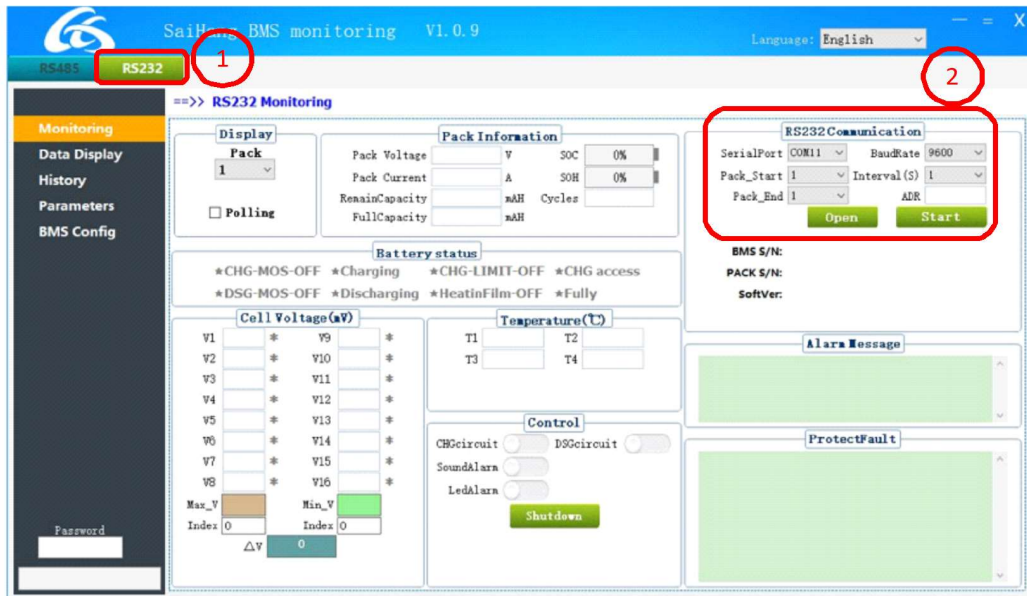 SaiHang BMS monitoring V1.0.9
Language: English
RS485 RS232
1
2
==>> RS232 Monitoring
Monitoring
Data Display
History
Parameters
BMS Config
Password
Display
Pack
1
Polling
Pack Information
Pack Voltage V SOC 0%
Pack Current A SOH 0%
RemainCapacity mAH Cycles
FullCapacity mAH
RS232Communication
SerialPort COM11 BaudRate 9600
Pack_Start 1 Interval(S) 1
Pack_End 1 ADR
Open Start
BMS S/N:
PACK S/N:
SoftVer:
Battery status
★CHG-MOS-OFF ★Charging ★CHG-LIMIT-OFF ★CHG access
★DSG-MOS-OFF ★Discharging ★HeatinFilm-OFF ★Fully
Cell Voltage(mV)
V1 * V9 *
V2 * V10 *
V3 * V11 *
V4 * V12 *
V5 * V13 *
V6 * V14 *
V7 * V15 *
V8 * V16 *
Max_V Min_V
Index 0 Index 0
△V 0
Temperature(℃)
T1 T2
T3 T4
Control
CHGcircuit DSGcircuit
SoundAlarm
LedAlarm
Shutdown
Alarm Message
ProtectFault